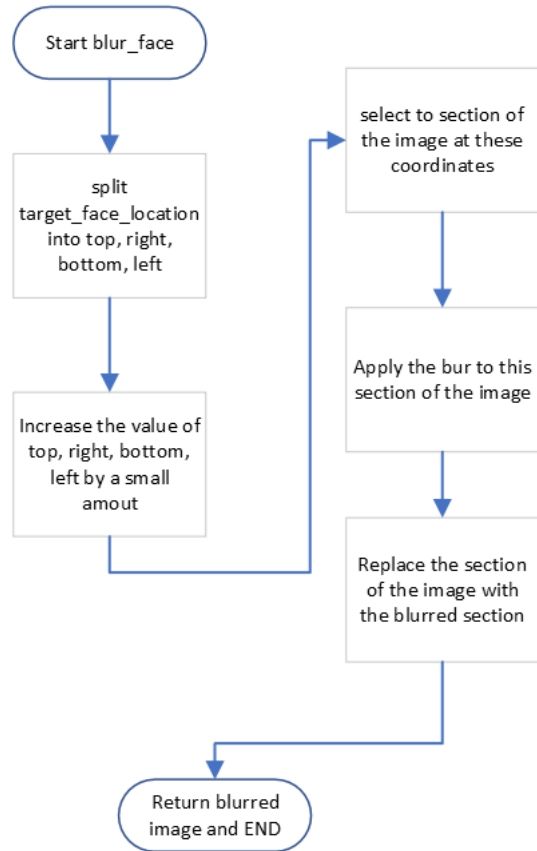 Start blur_face
split
target_face_location
into top, right,
bottom, left
Increase the value of
top, right, bottom,
left by a small
amout
select to section of
the image at these
coordinates
Apply the bur to this
section of the image
Replace the section
of the image with
the blurred section
Return blurred
image and END